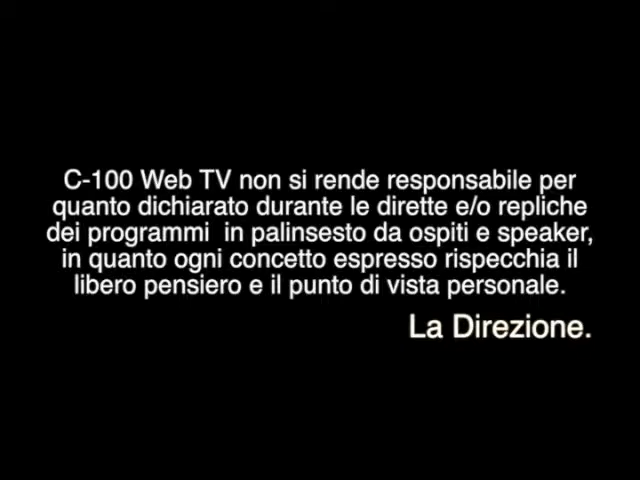 C-100 Web TV non si rende responsabile per
quanto dichiarato durante le dirette e/o repliche
dei programmi  in palinsesto da ospiti e speaker,
in quanto ogni concetto espresso rispecchia il
libero pensiero e il punto di vista personale.
La Direzione.